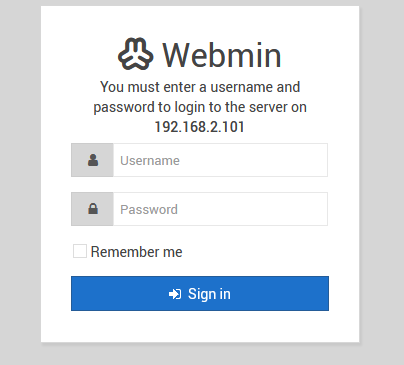 Webmin
You must enter a username and
password to login to the server on
192.168.2.101
Username
Password
Remember me
Sign in